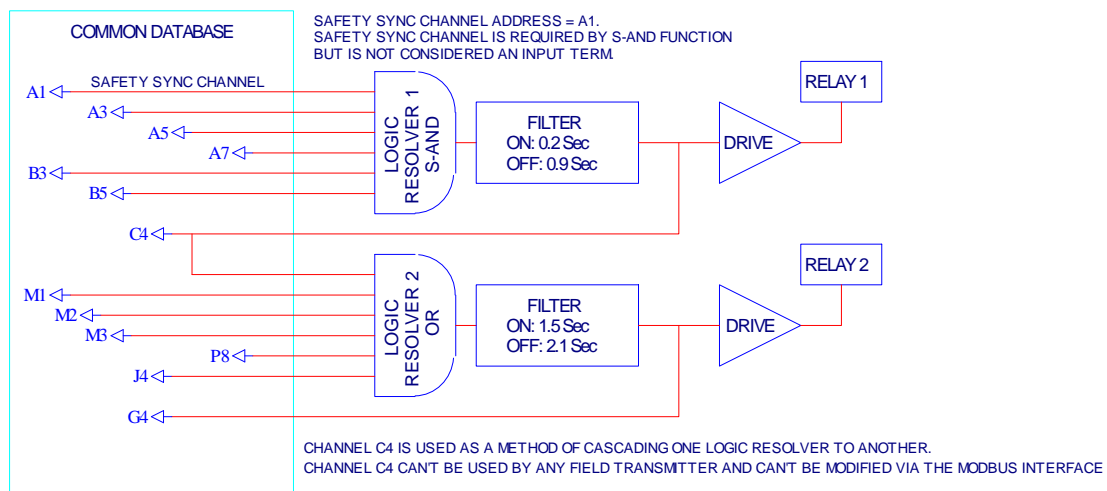 COMMON DATABASE
SAFETY SYNC CHANNEL ADDRESS = A1.
SAFETY SYNC CHANNEL IS REQUIRED BY S-AND FUNCTION
BUT IS NOT CONSIDERED AN INPUT TERM.
SAFETY SYNC CHANNEL
A1
A3
A5
A7
B3
B5
C4
LOGIC
RESOLVER 1
S-AND
FILTER
ON: 0.2 Sec
OFF: 0.9 Sec
DRIVE
RELAY 1
M1
M2
M3
P8
J4
G4
LOGIC
RESOLVER 2
OR
FILTER
ON: 1.5 Sec
OFF: 2.1 Sec
DRIVE
RELAY 2
CHANNEL C4 IS USED AS A METHOD OF CASCADING ONE LOGIC RESOLVER TO ANOTHER.
CHANNEL C4 CAN'T BE USED BY ANY FIELD TRANSMITTER AND CAN'T BE MODIFIED VIA THE MODBUS INTERFACE